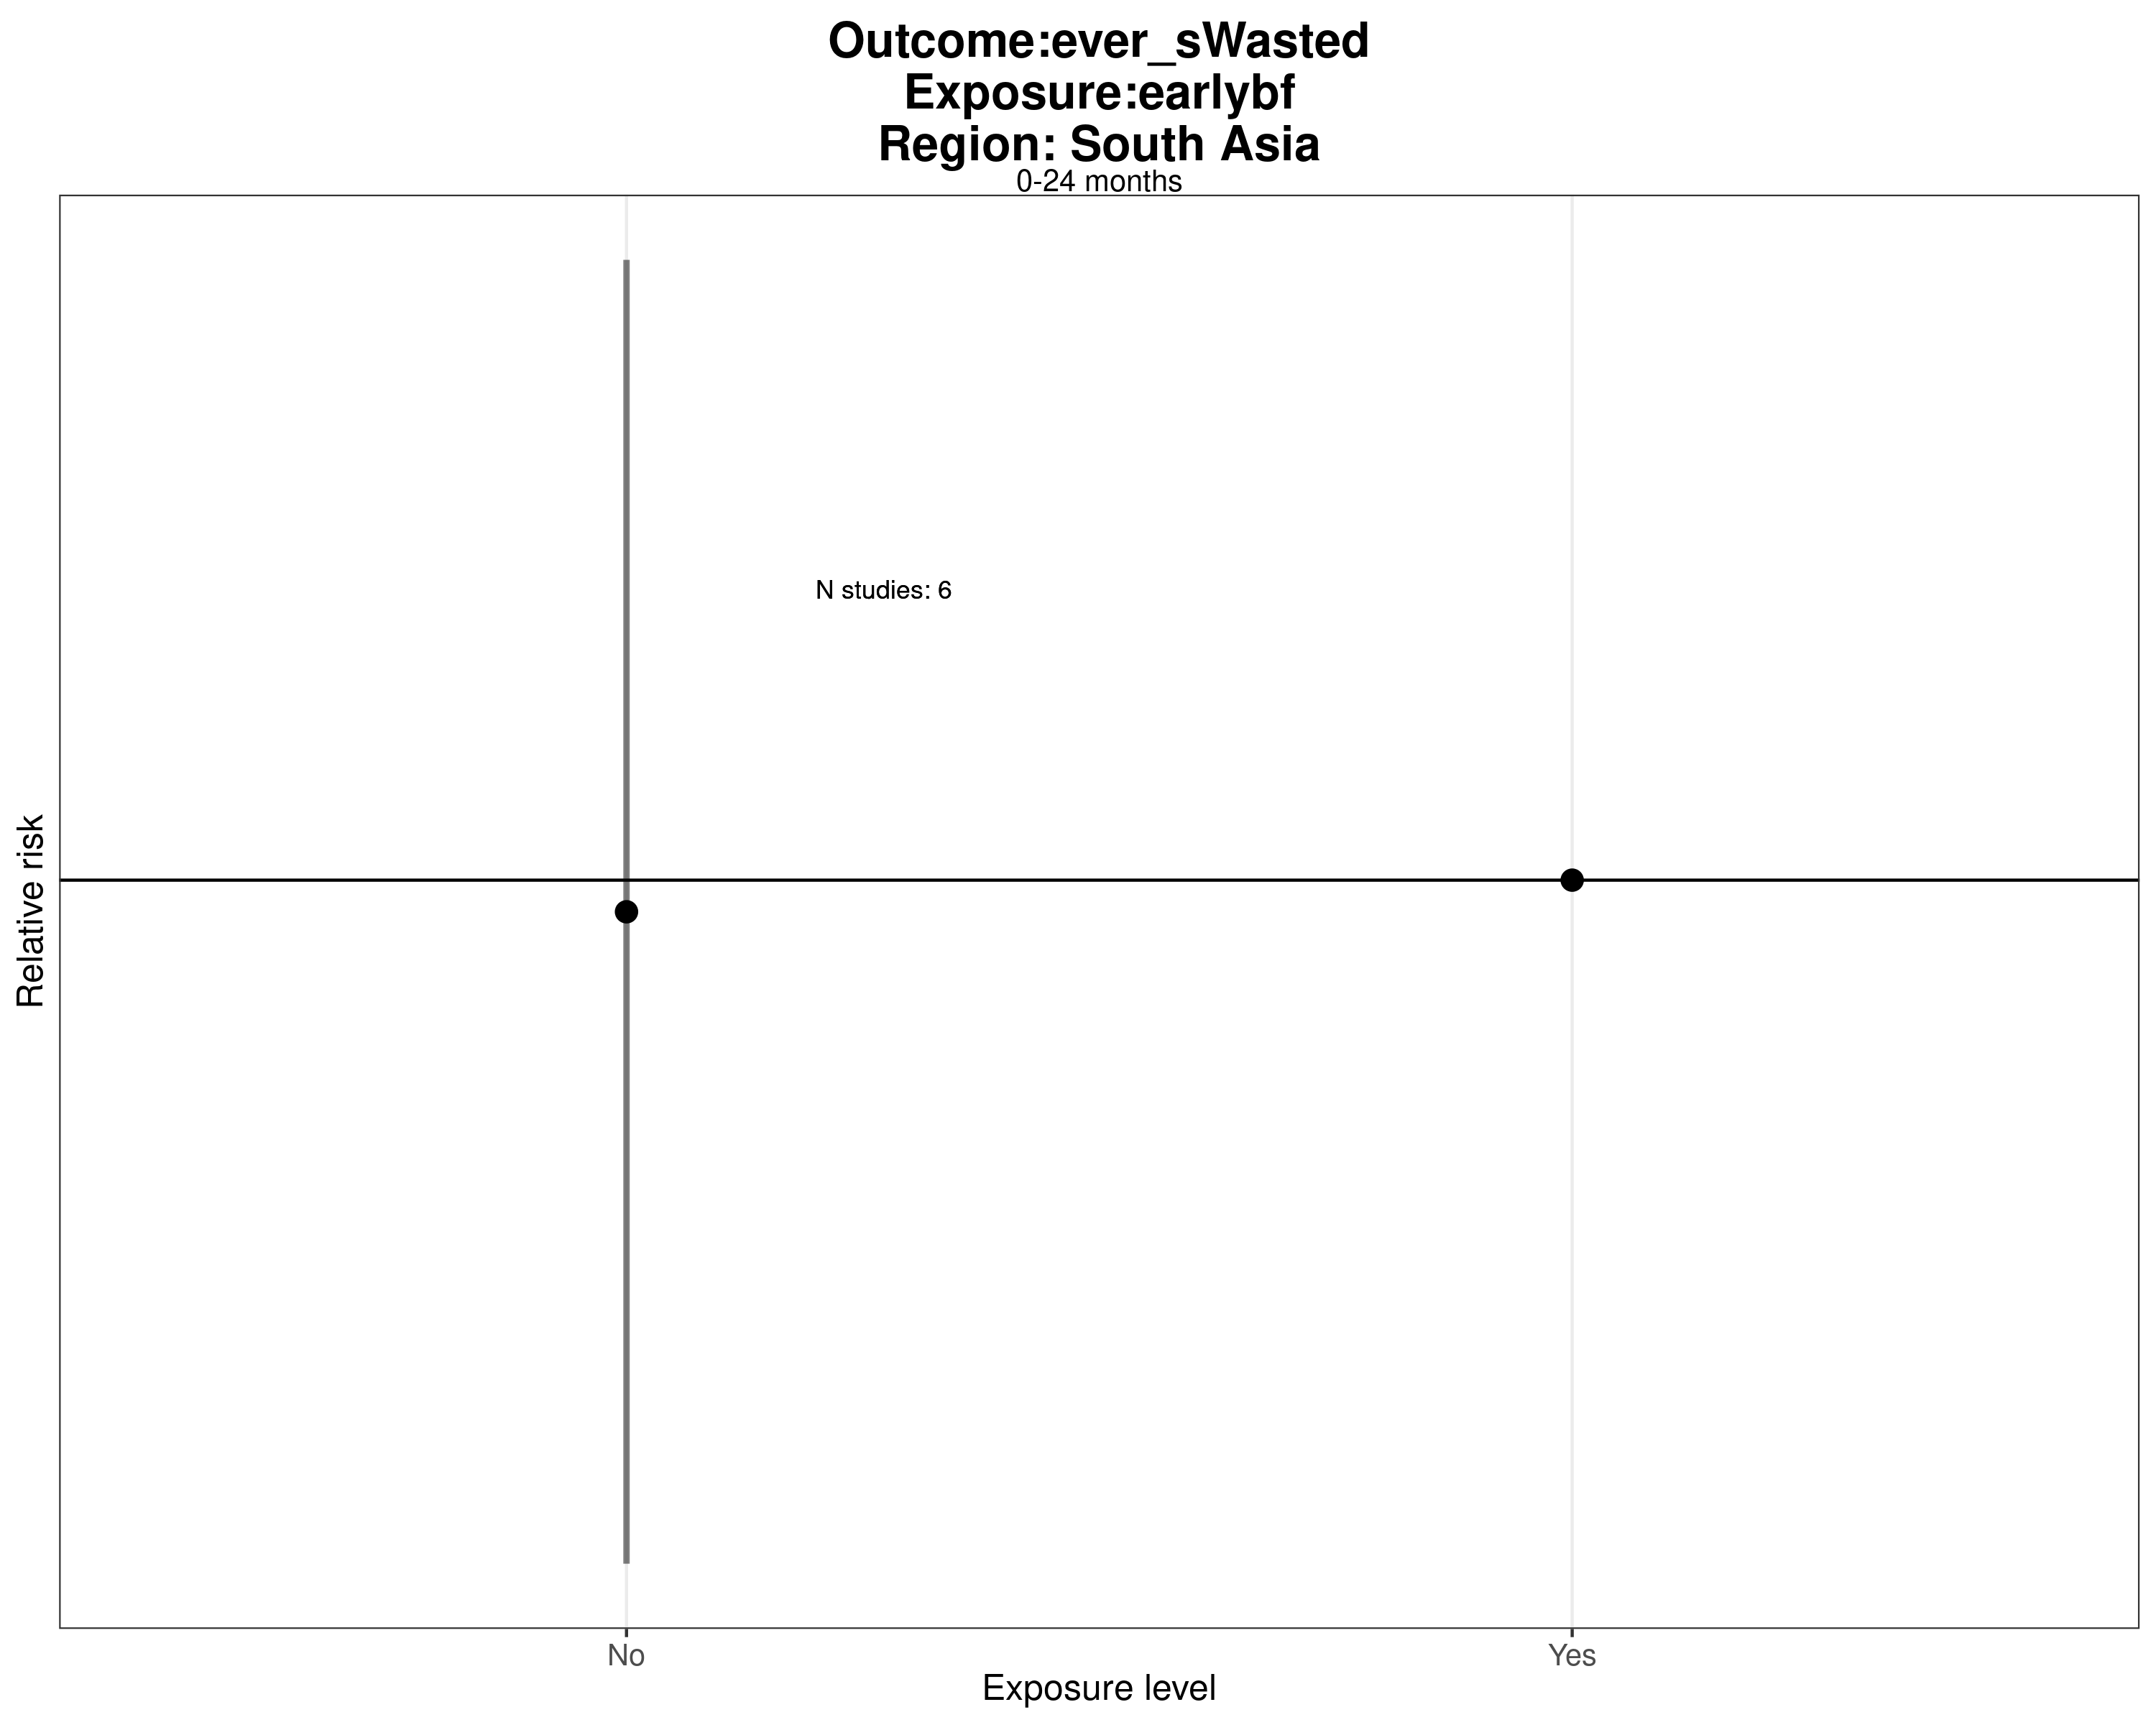 Outcome:ever_sWasted
Exposure:earlybf
Region: South Asia
0-24 months
N studies: 6
Relative risk
No
Yes
Exposure level